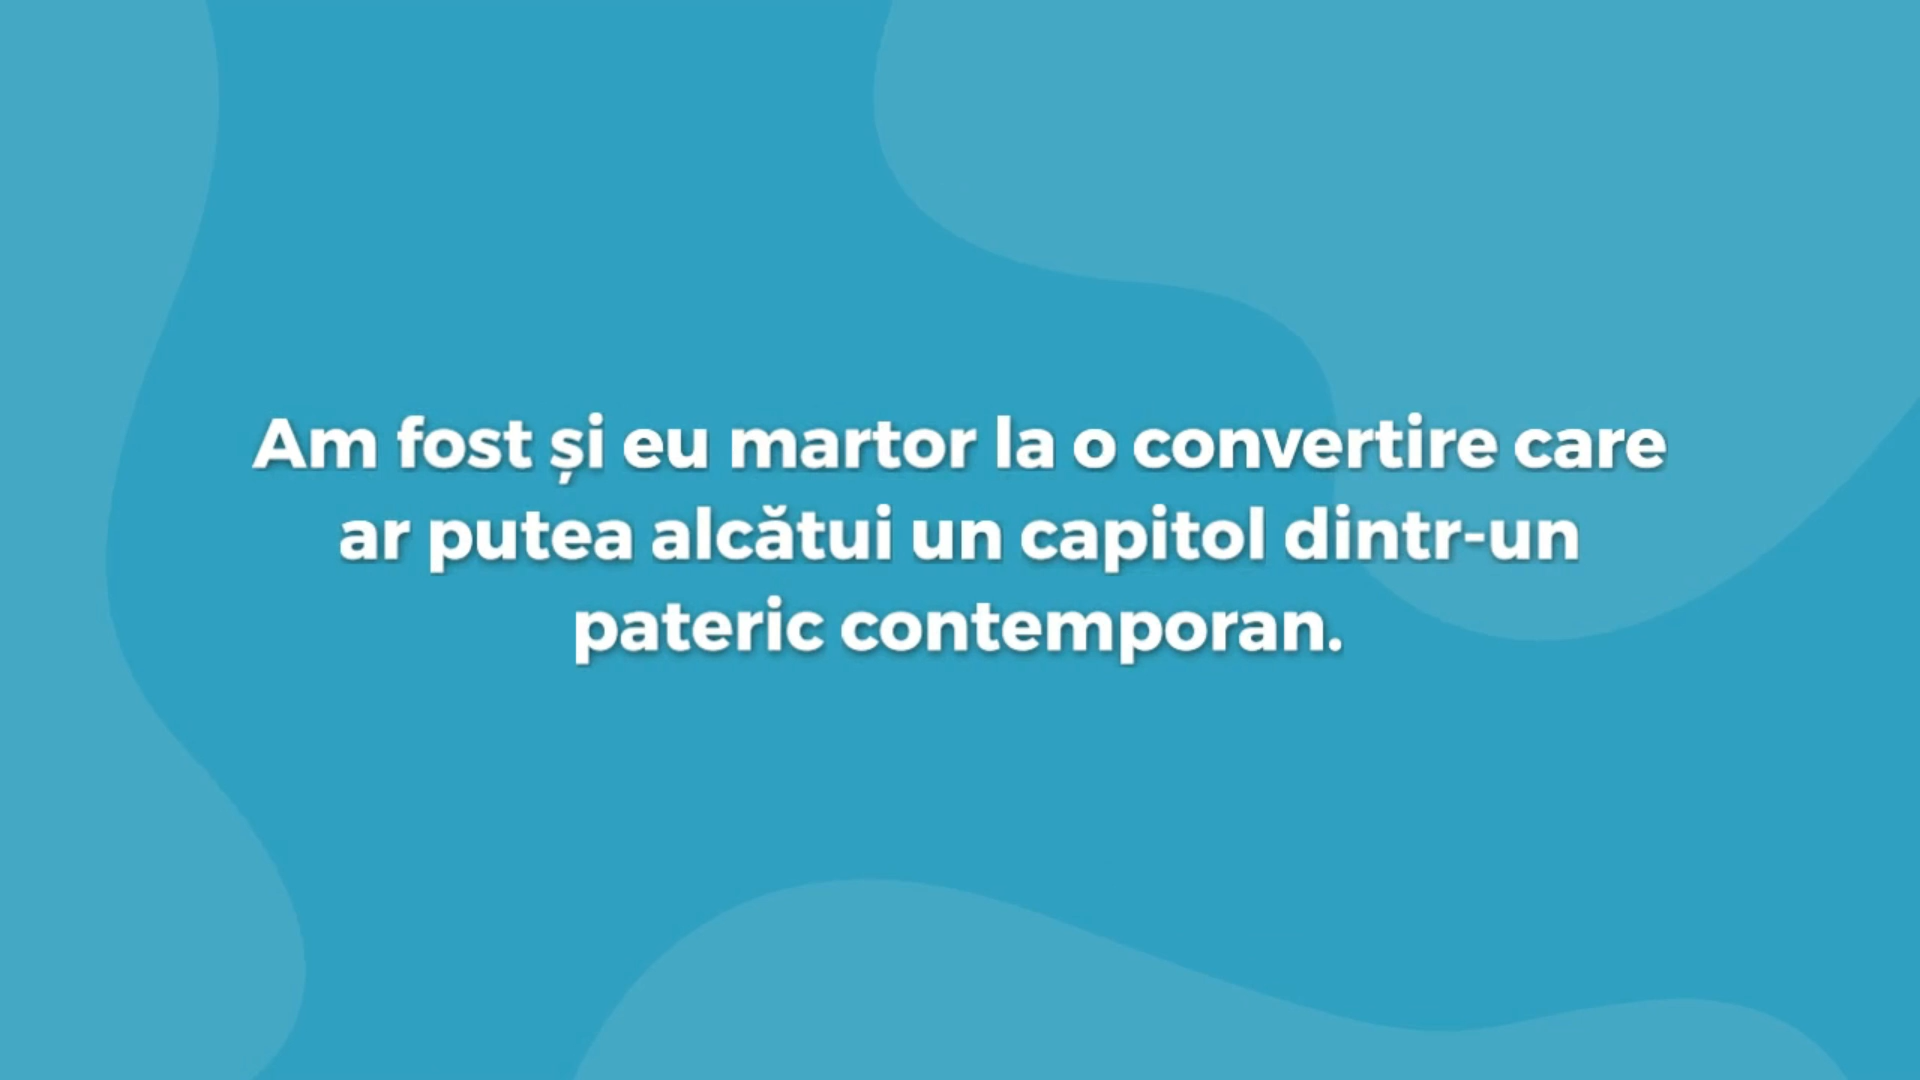 Am fost și eu martor la o convertire care
ar putea alcătui un capitol dintr-un
pateric contemporan.